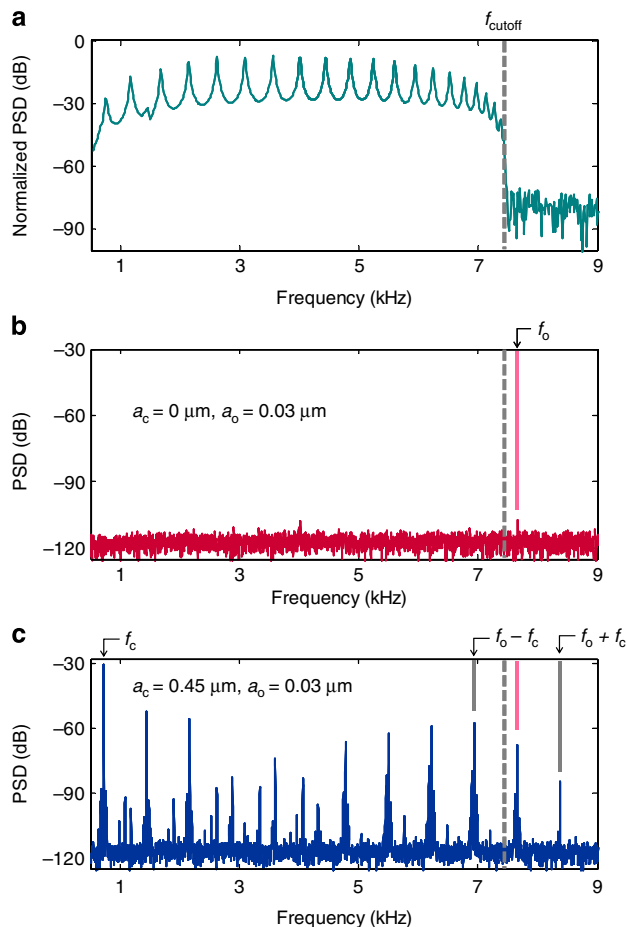 a
f_cutoff
Normalized PSD (dB)
0
−30
−60
−90
1
3
5
7
9
Frequency (kHz)
b
f_o
PSD (dB)
−30
−60
−90
−120
a_c = 0 μm, a_o = 0.03 μm
1
3
5
7
9
Frequency (kHz)
c
f_c
f_o − f_c
f_o + f_c
PSD (dB)
−30
−60
−90
−120
a_c = 0.45 μm, a_o = 0.03 μm
1
3
5
7
9
Frequency (kHz)